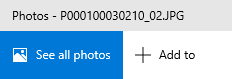 Photos - P000100030210_02.JPG
See all photos
Add to